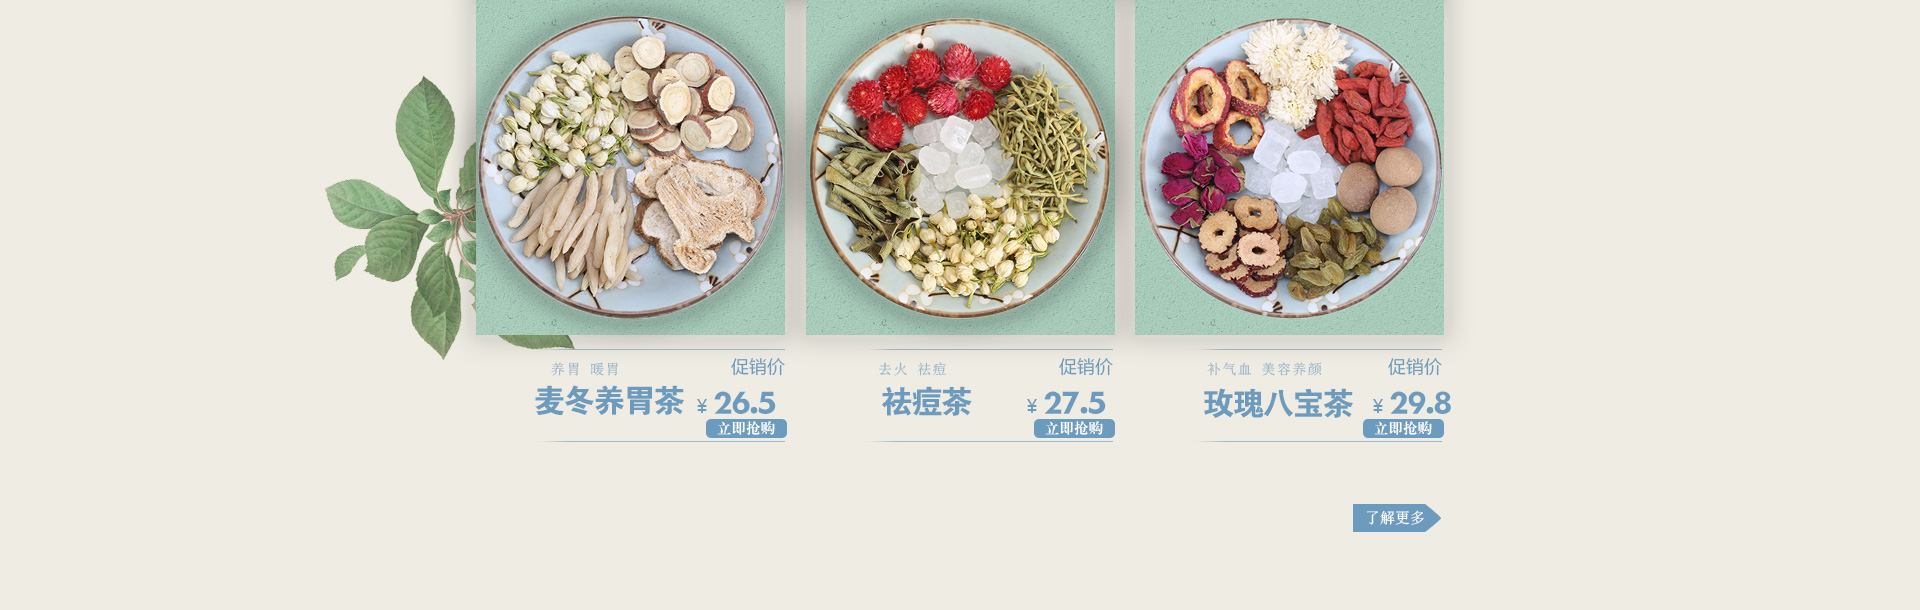 养胃 暖胃
促销价
麦冬养胃茶 ¥ 26.5
立即抢购
去火 祛痘
促销价
祛痘茶 ¥ 27.5
立即抢购
补气血 美容养颜
促销价
玫瑰八宝茶 ¥ 29.8
立即抢购
了解更多